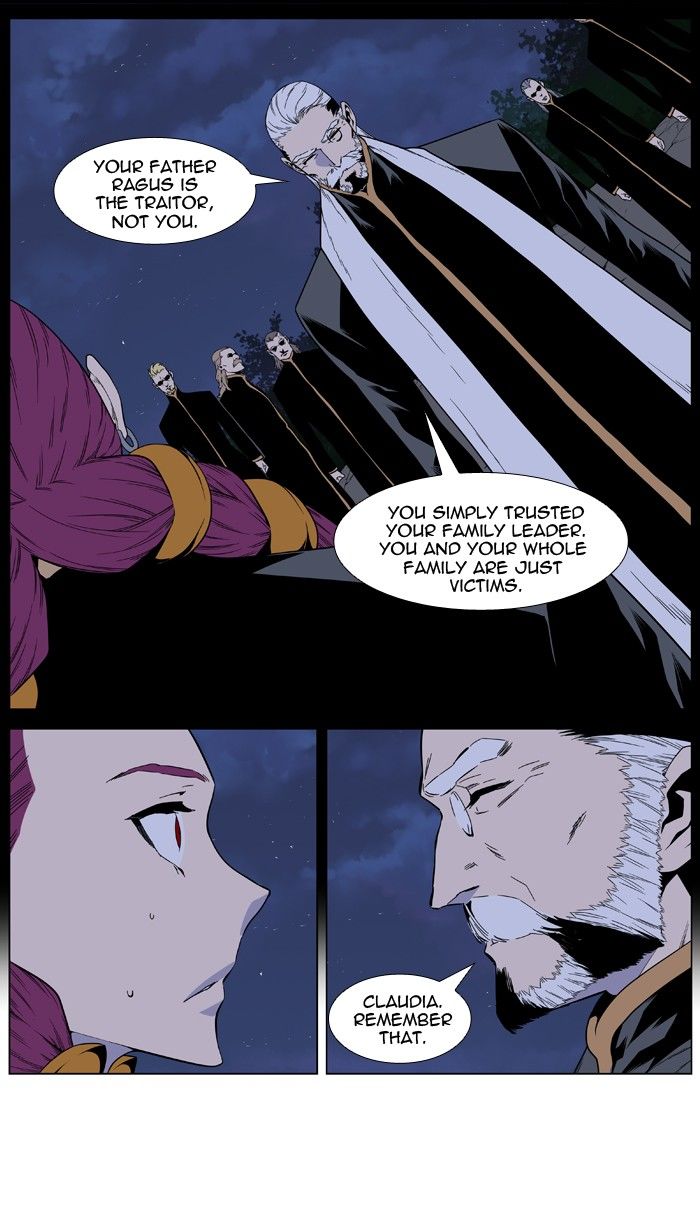 YOUR FATHER
RAGUS IS
THE TRAITOR,
NOT YOU.
YOU SIMPLY TRUSTED
YOUR FAMILY LEADER.
YOU AND YOUR WHOLE
FAMILY ARE JUST
VICTIMS.
CLAUDIA.
REMEMBER
THAT.